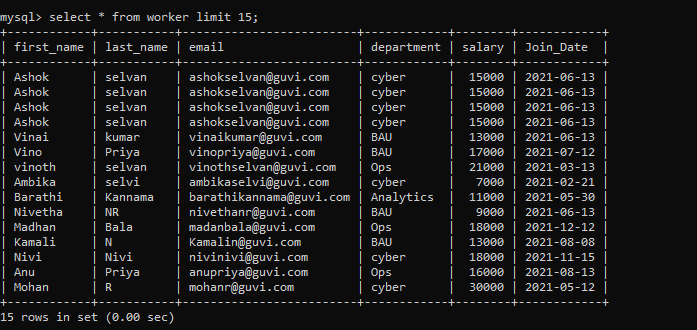 mysql> select * from worker limit 15;
+------------+-----------+-------------------------+------------+--------+------------+
| first_name | last_name | email                   | department | salary | Join_Date  |
+------------+-----------+-------------------------+------------+--------+------------+
| Ashok      | selvan    | ashokselvan@guvi.com    | cyber      |  15000 | 2021-06-13 |
| Ashok      | selvan    | ashokselvan@guvi.com    | cyber      |  15000 | 2021-06-13 |
| Ashok      | selvan    | ashokselvan@guvi.com    | cyber      |  15000 | 2021-06-13 |
| Ashok      | selvan    | ashokselvan@guvi.com    | cyber      |  15000 | 2021-06-13 |
| Vinai      | kumar     | vinaikumar@guvi.com     | BAU        |  13000 | 2021-06-13 |
| Vino       | Priya     | vinopriya@guvi.com      | BAU        |  17000 | 2021-07-12 |
| vinoth     | selvan    | vinothselvan@guvi.com   | Ops        |  21000 | 2021-03-13 |
| Ambika     | selvi     | ambikaselvi@guvi.com    | cyber      |   7000 | 2021-02-21 |
| Barathi    | Kannama   | barathikannama@guvi.com | Analytics  |  11000 | 2021-05-30 |
| Nivetha    | NR        | nivethanr@guvi.com      | BAU        |   9000 | 2021-06-13 |
| Madhan     | Bala      | madanbala@guvi.com      | Ops        |  18000 | 2021-12-12 |
| Kamali     | N         | Kamalin@guvi.com        | BAU        |  13000 | 2021-08-08 |
| Nivi       | Nivi      | nivinivi@guvi.com       | cyber      |  18000 | 2021-11-15 |
| Anu        | Priya     | anupriya@guvi.com       | Ops        |  16000 | 2021-08-13 |
| Mohan      | R         | mohanr@guvi.com         | cyber      |  30000 | 2021-05-12 |
+------------+-----------+-------------------------+------------+--------+------------+
15 rows in set (0.00 sec)